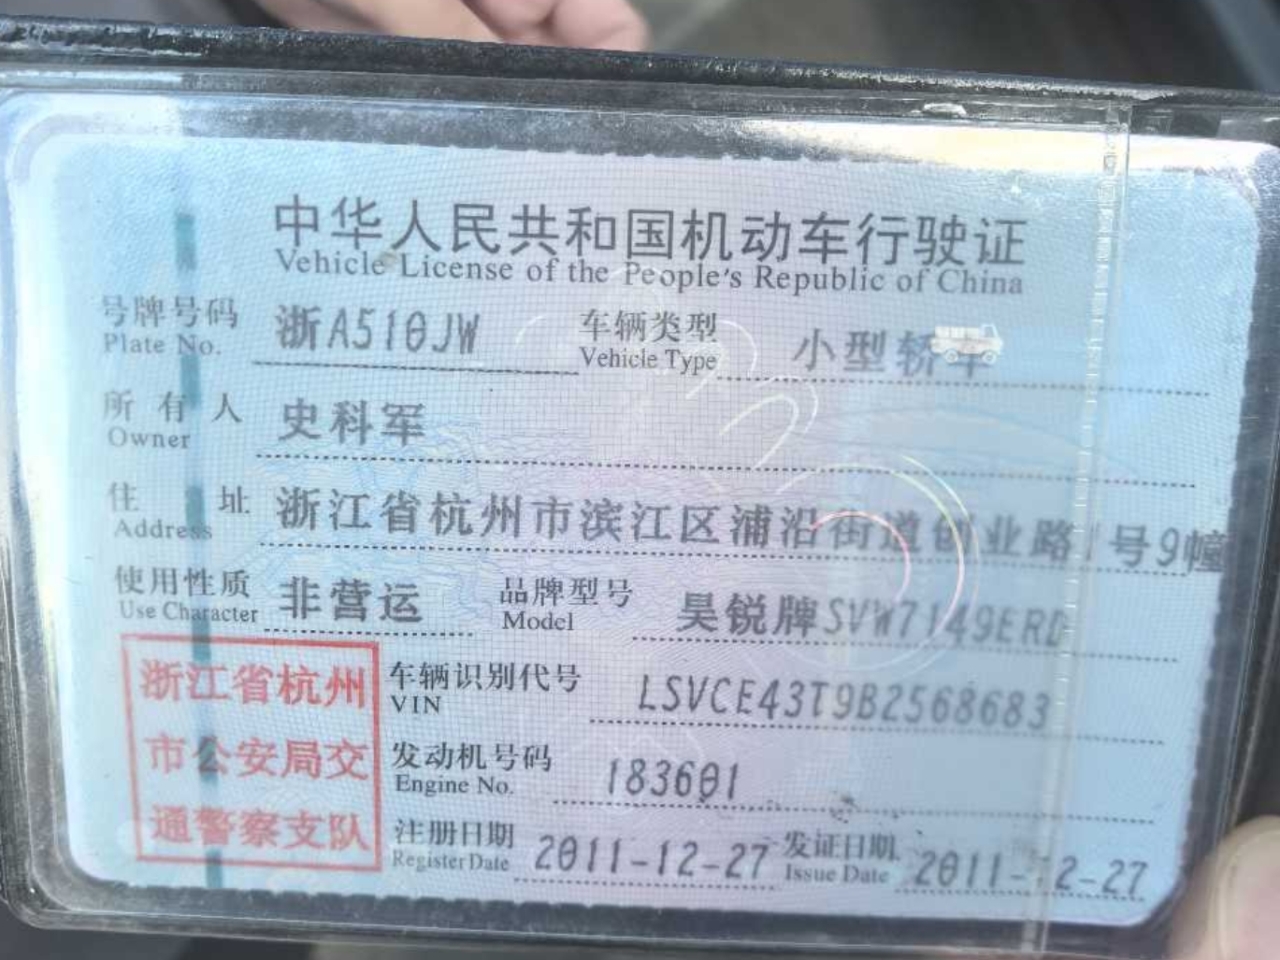 中华人民共和国机动车行驶证
Vehicle License of the People's Republic of China
号牌号码 浙A510JW 车辆类型 小型轿车
Plate No. Vehicle Type
所有人 史科军
Owner
住址 浙江省杭州市滨江区浦沿街道创业路 号9幢
Address
使用性质 非营运 品牌型号 昊锐牌SVW7149ERD
Use Character Model
浙江省杭州
市公安局交
通警察支队
车辆识别代号 LSVCE43T9B2568683
VIN
发动机号码 183601
Engine No.
注册日期 2011-12-27 发证日期 2011-12-27
Register Date Issue Date